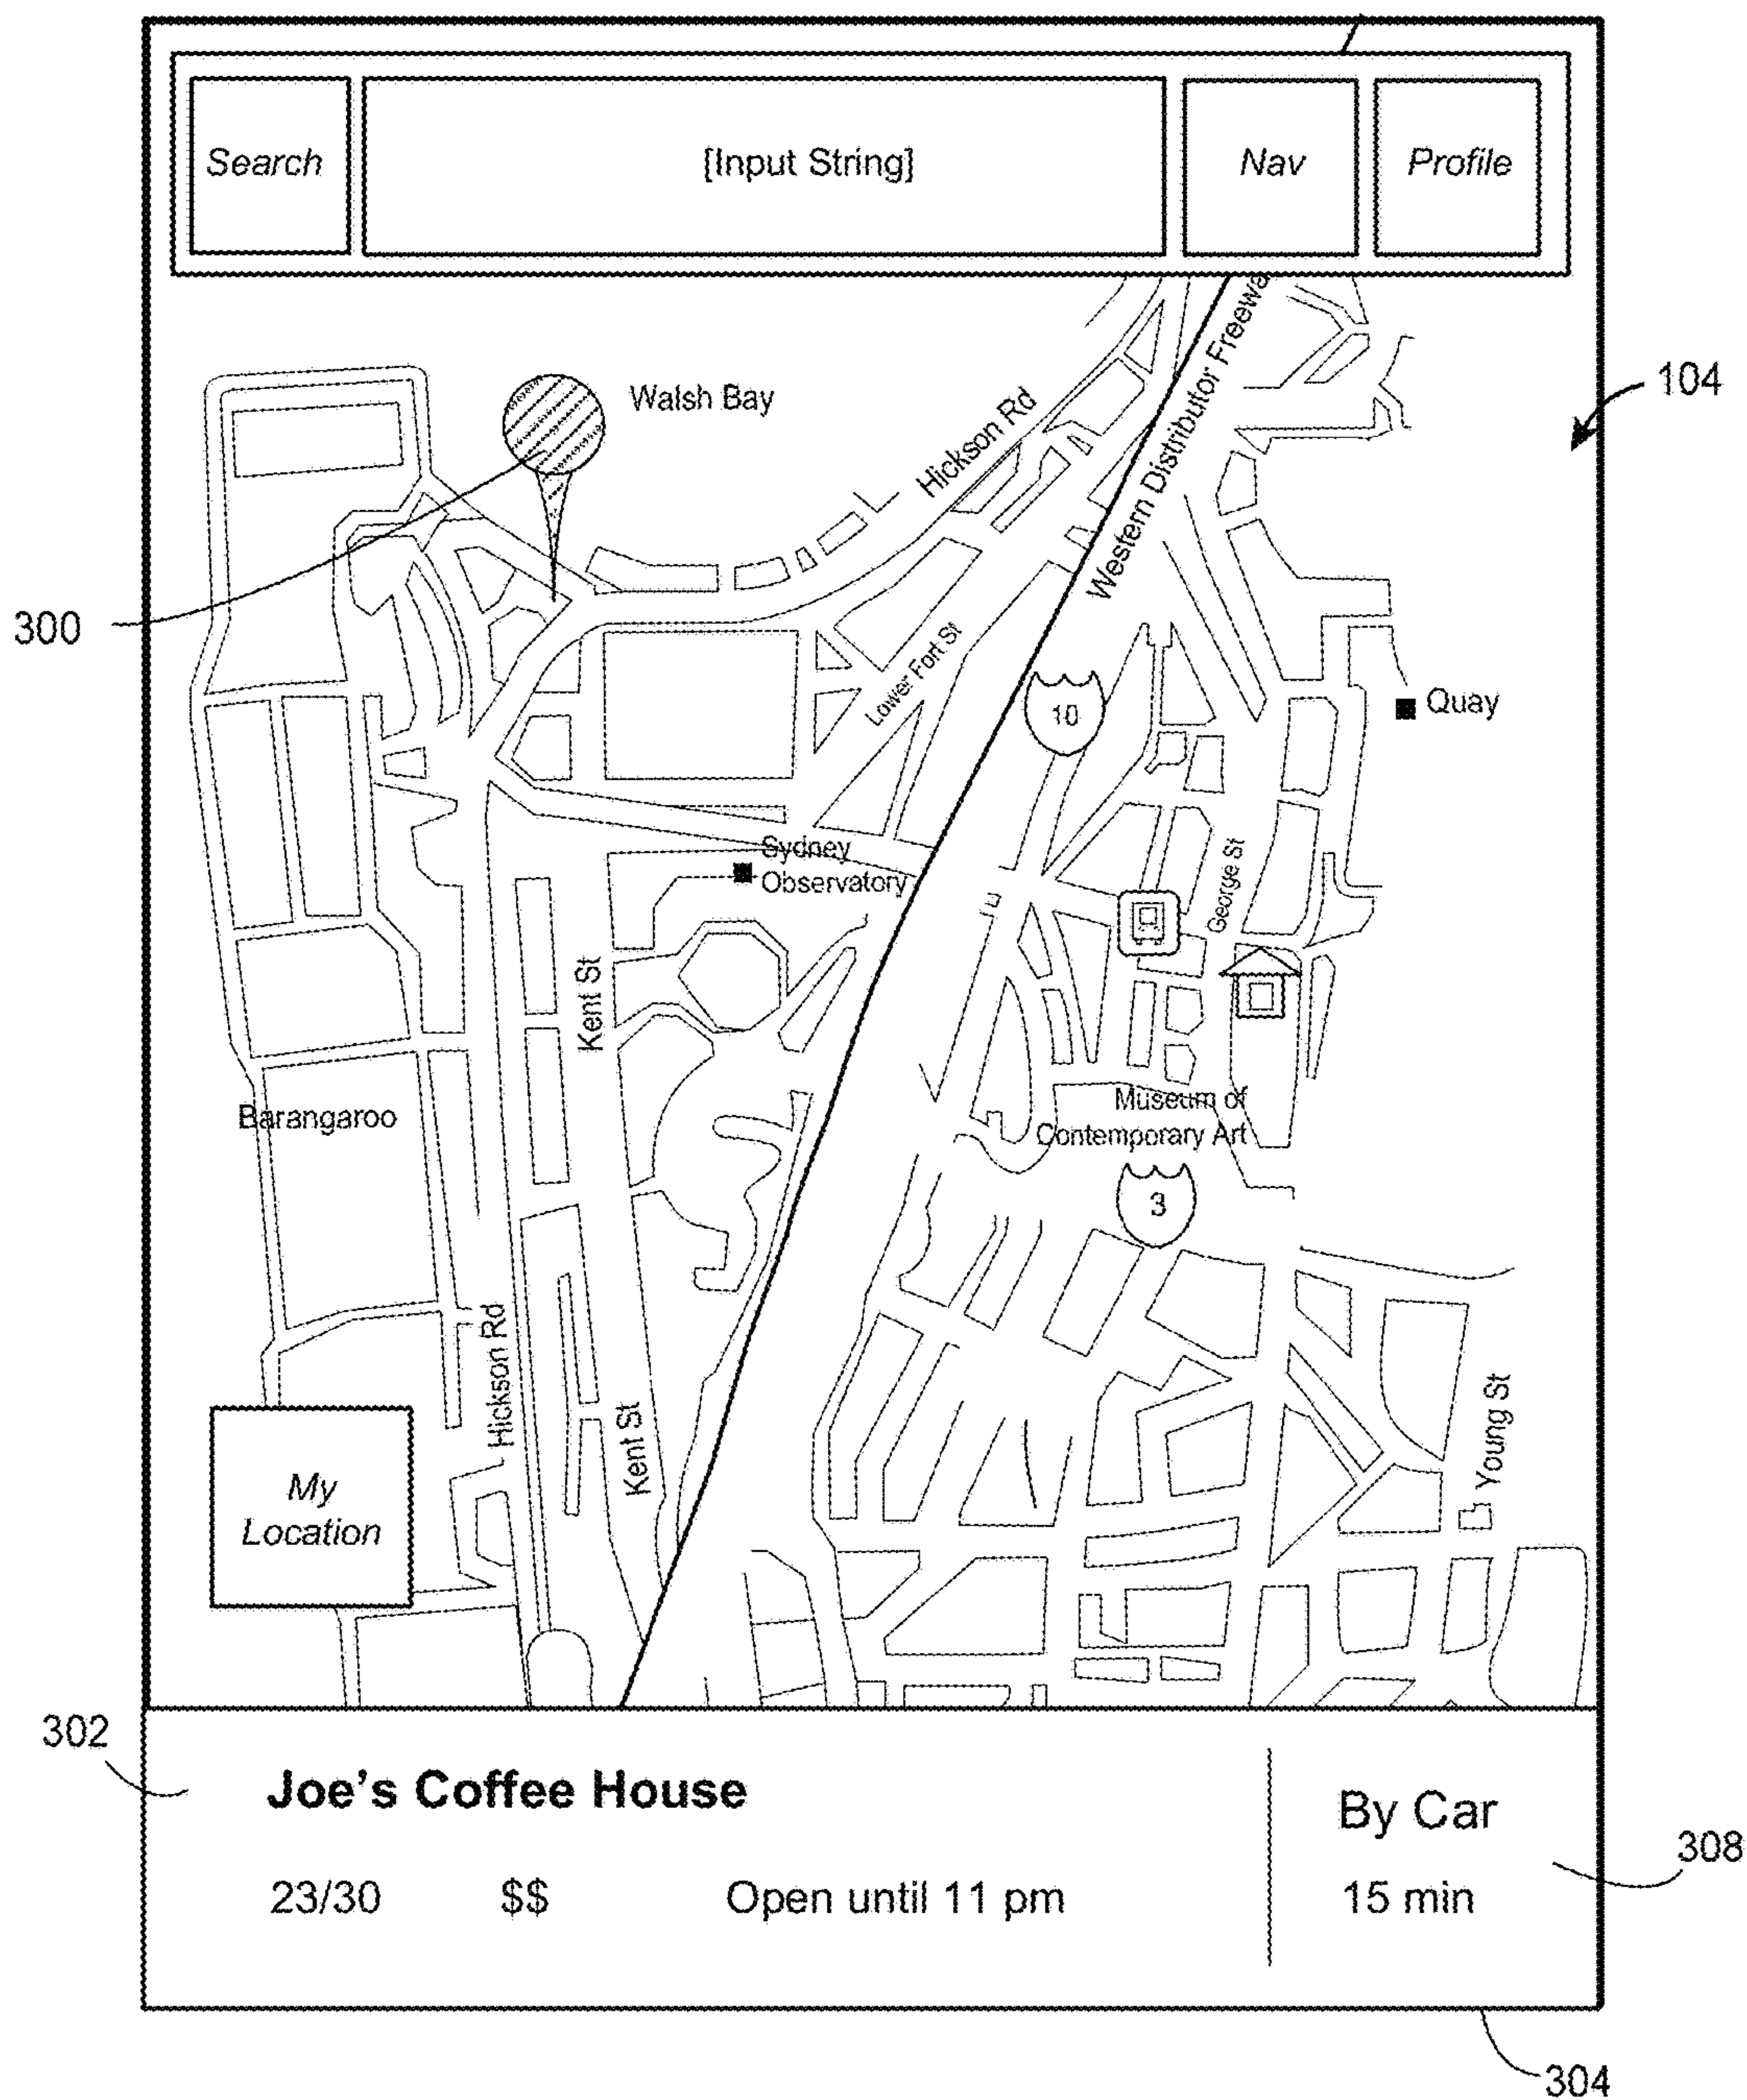 Search
[Input String]
Nav
Profile
104
Walsh Bay
Hickson Rd
Western Distributor Freewa
300
Lower Fort St
10
Quay
Sydney
Observatory
George St
Kent St
Barangaroo
Museum of
Contemporary Art
3
Hickson Rd
Kent St
Young St
My
Location
302
Joe's Coffee House
By Car
308
23/30
$$
Open until 11 pm
15 min
304